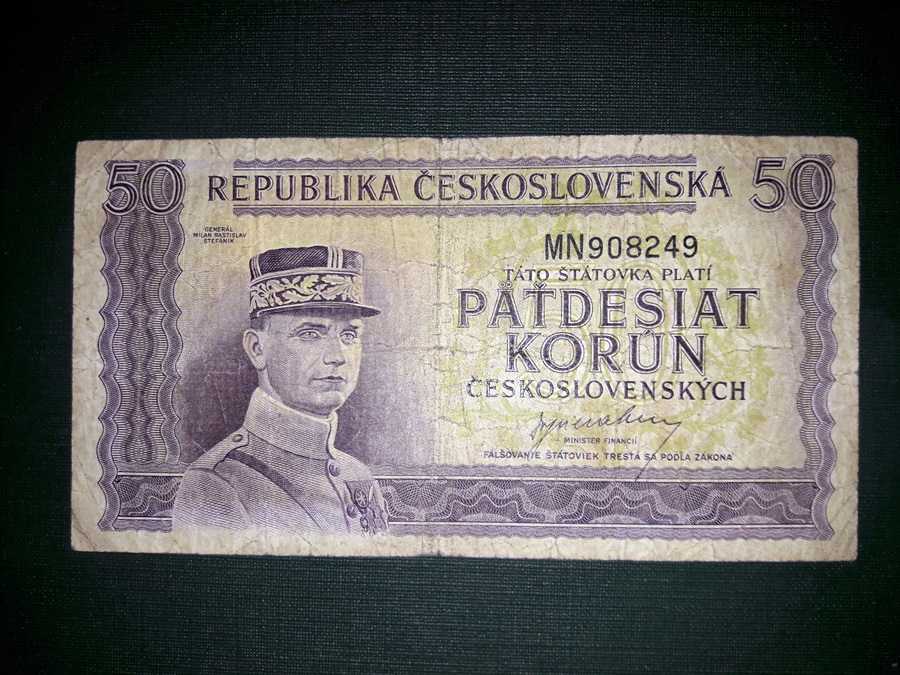 50 REPUBLIKA ČESKOSLOVENSKÁ 50
GENERÁL
MILAN RASTISLAV
ŠTEFÁNIK
MN908249
TÁTO ŠTÁTOVKA PLATÍ
PÄŤDESIAT
KORÚN
ČESKOSLOVENSKÝCH
MINISTER FINANCIÍ
FALŠOVANIE ŠTÁTOVIEK TRESTÁ SA PODĽA ZÁKONA